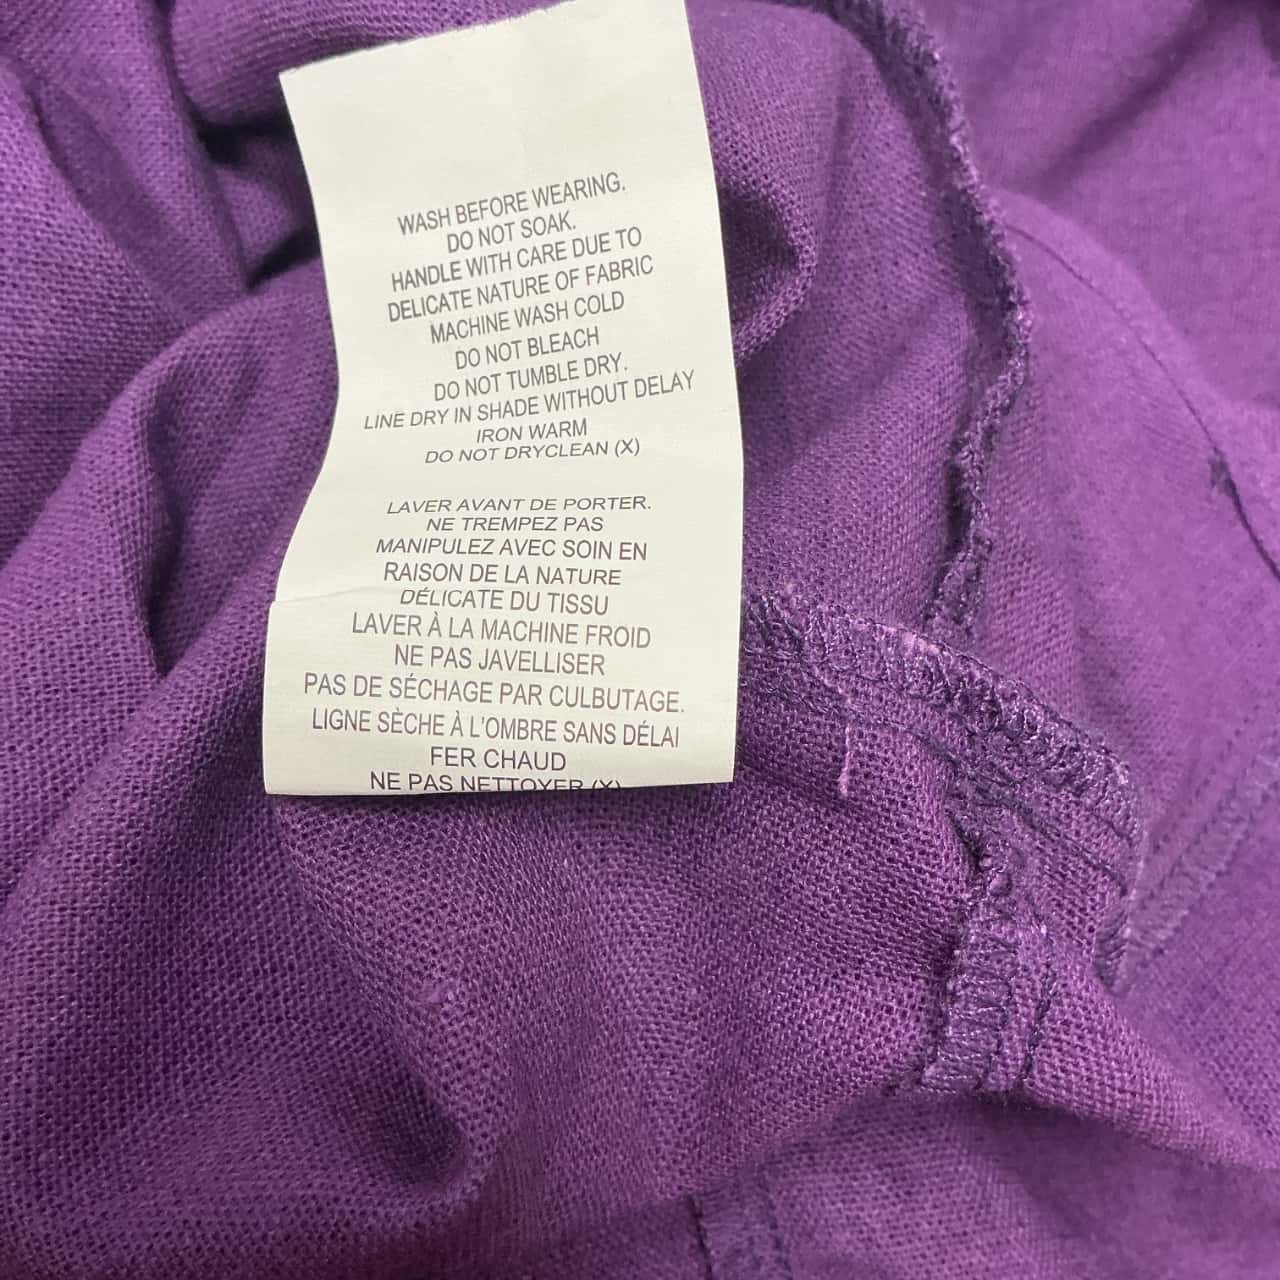 WASH BEFORE WEARING.
DO NOT SOAK.
HANDLE WITH CARE DUE TO
DELICATE NATURE OF FABRIC
MACHINE WASH COLD
DO NOT BLEACH
DO NOT TUMBLE DRY.
LINE DRY IN SHADE WITHOUT DELAY
IRON WARM
DO NOT DRYCLEAN (X)
LAVER AVANT DE PORTER.
NE TREMPEZ PAS
MANIPULEZ AVEC SOIN EN
RAISON DE LA NATURE
DÉLICATE DU TISSU
LAVER À LA MACHINE FROID
NE PAS JAVELLISER
PAS DE SÉCHAGE PAR CULBUTAGE.
LIGNE SÈCHE À L'OMBRE SANS DÉLAI
FER CHAUD
NE PAS NETTOYER (X)